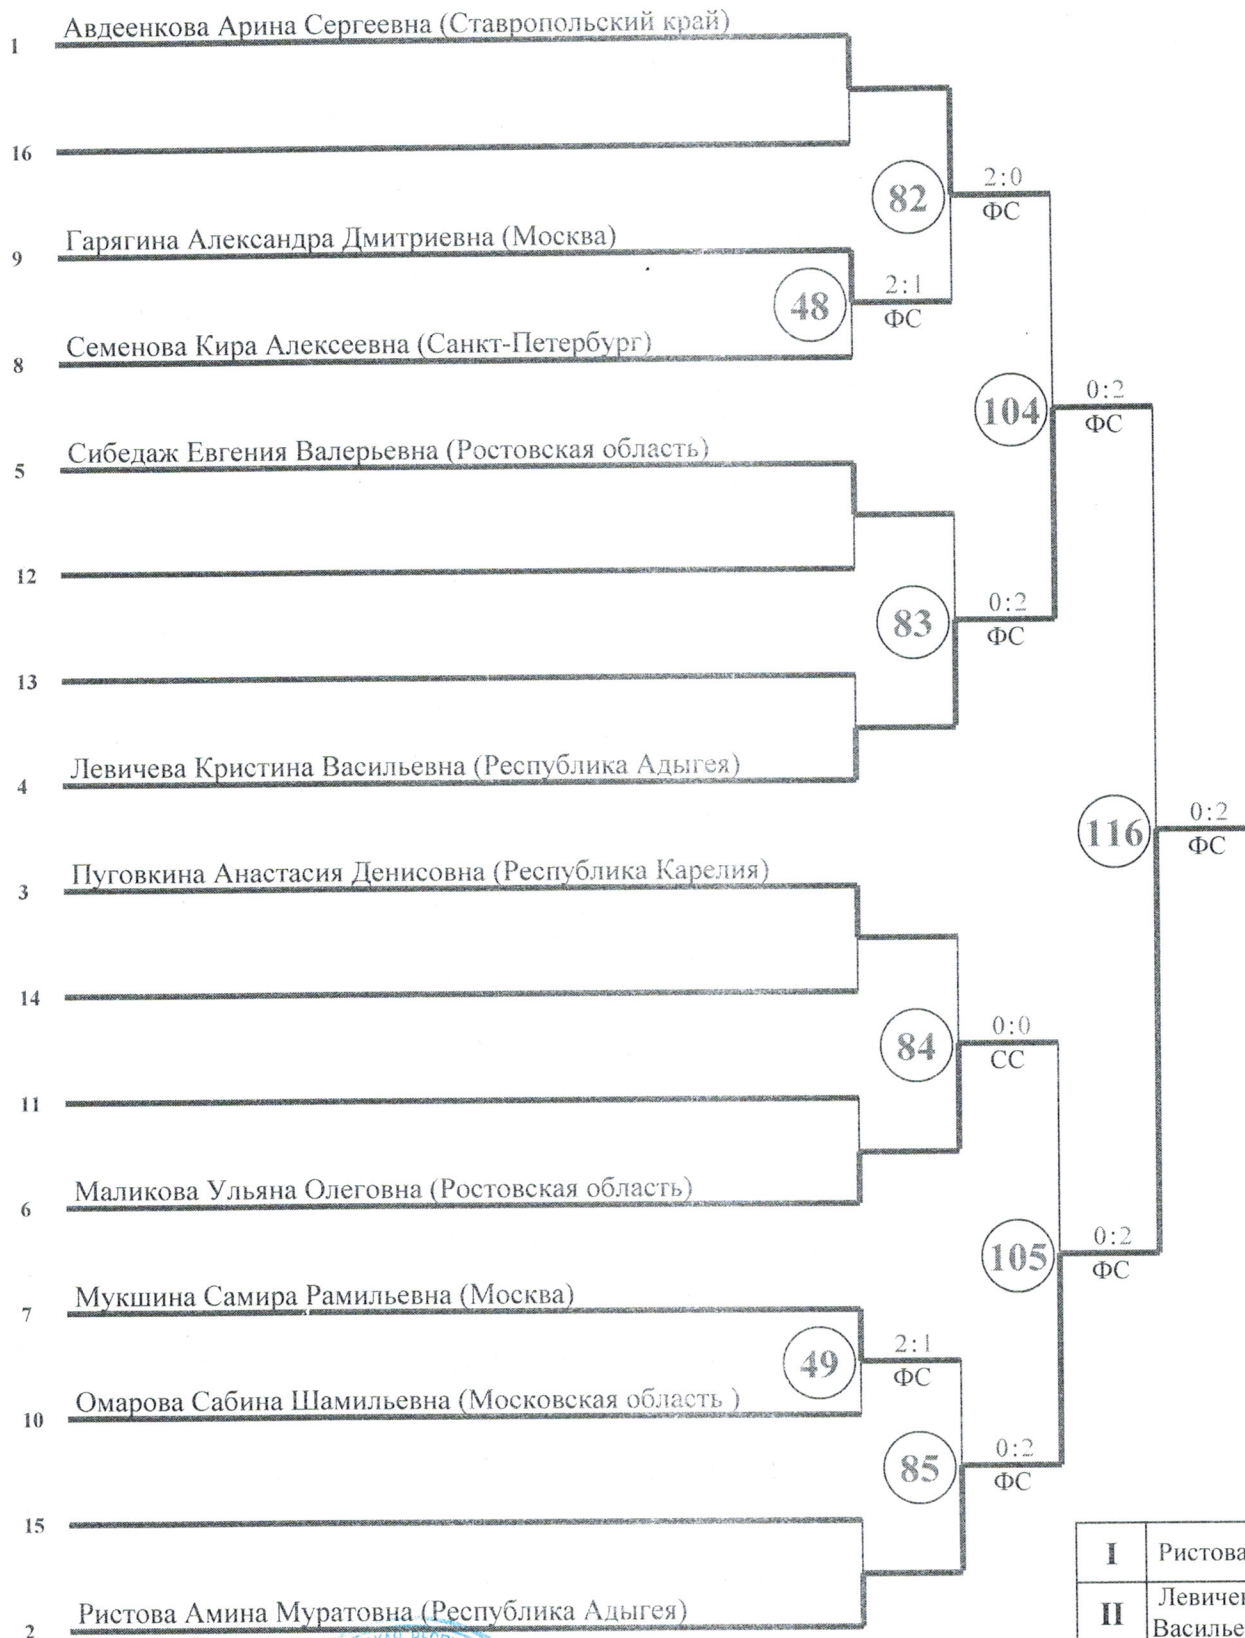 1 Авдеенкова Арина Сергеевна (Ставропольский край)
16
82 2:0
ФС
9 Гарягина Александра Дмитриевна (Москва)
48 2:1
ФС
8 Семенова Кира Алексеевна (Санкт-Петербург)
104 0:2
ФС
5 Сибедаж Евгения Валерьевна (Ростовская область)
12
83 0:2
ФС
13
4 Левичева Кристина Васильевна (Республика Адыгея)
116 0:2
ФС
3 Пуговкина Анастасия Денисовна (Республика Карелия)
14
84 0:0
СС
11
6 Маликова Ульяна Олеговна (Ростовская область)
105 0:2
ФС
7 Мукшина Самира Рамильевна (Москва)
49 2:1
ФС
10 Омарова Сабина Шамильевна (Московская область )
85 0:2
ФС
15
2 Ристова Амина Муратовна (Республика Адыгея)
I Ристова
II Левичен
Василье